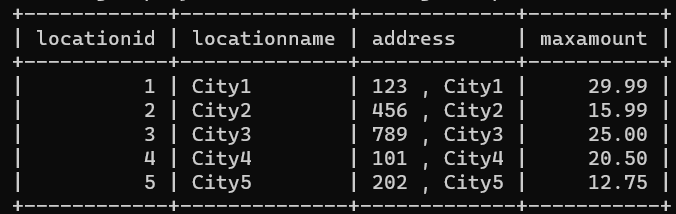 +------------+--------------+------------+-----------+
| locationid | locationname | address | maxamount |
+------------+--------------+------------+-----------+
| 1 | City1 | 123 , City1 | 29.99 |
| 2 | City2 | 456 , City2 | 15.99 |
| 3 | City3 | 789 , City3 | 25.00 |
| 4 | City4 | 101 , City4 | 20.50 |
| 5 | City5 | 202 , City5 | 12.75 |
+------------+--------------+------------+-----------+